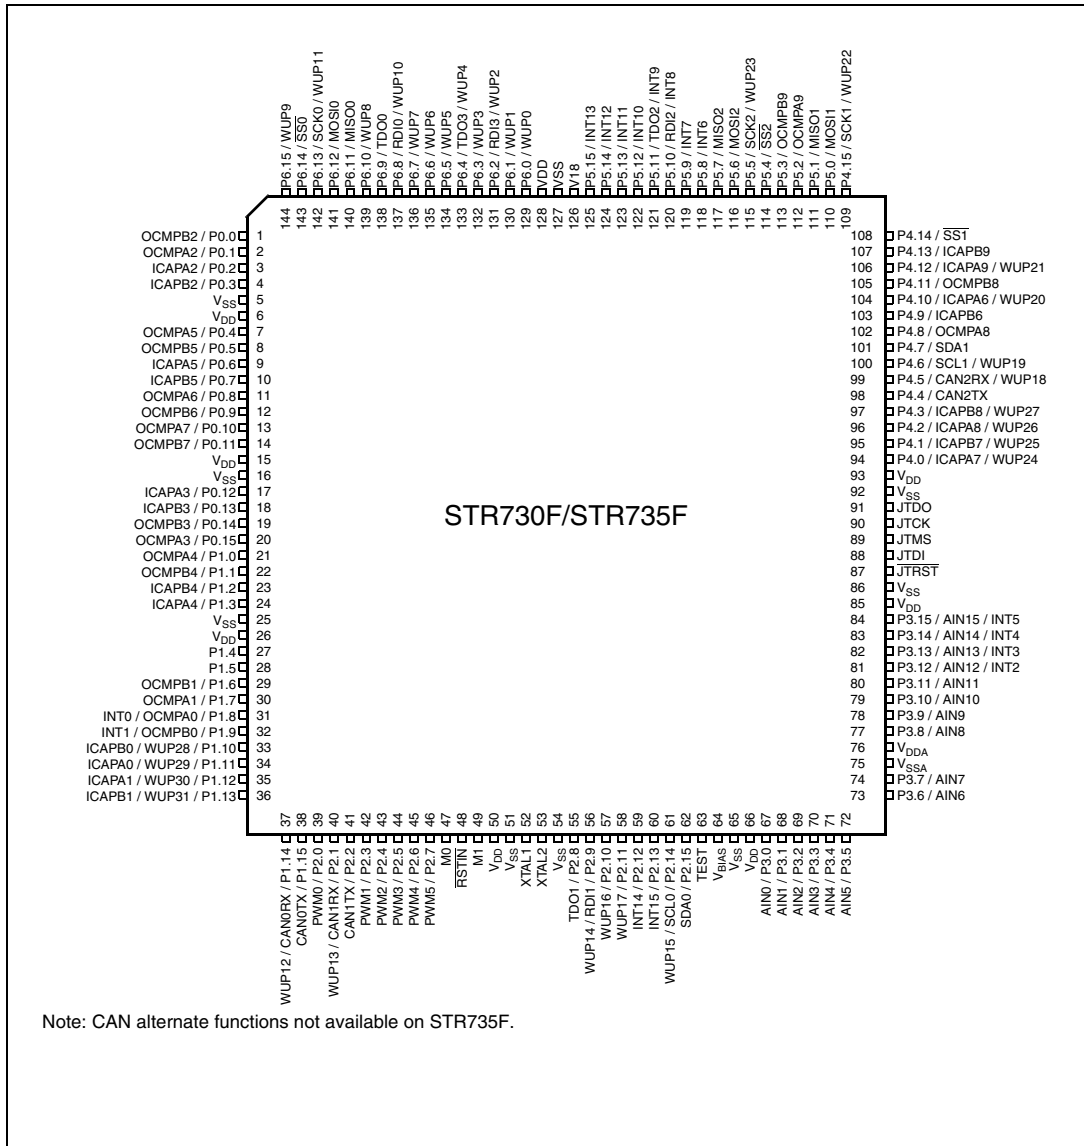 P6.15 / WUP9
P6.14 / SS0
P6.13 / SCK0 / WUP11
P6.12 / MOSI0
P6.11 / MISO0
P6.10 / WUP8
P6.9 / TDO0
P6.8 / RDI0 / WUP10
P6.7 / WUP7
P6.6 / WUP6
P6.5 / WUP5
P6.4 / TDO3 / WUP4
P6.3 / WUP3
P6.2 / RDI3 / WUP2
P6.1 / WUP1
P6.0 / WUP0
VDD
VSS
V18
P5.15 / INT13
P5.14 / INT12
P5.13 / INT11
P5.12 / INT10
P5.11 / TDO2 / INT9
P5.10 / RDI2 / INT8
P5.9 / INT7
P5.8 / INT6
P5.7 / MISO2
P5.6 / MOSI2
P5.5 / SCK2 / WUP23
P5.4 / SS2
P5.3 / OCMPB9
P5.2 / OCMPA9
P5.1 / MISO1
P5.0 / MOSI1
P4.15 / SCK1 / WUP22
144 143 142 141 140 139 138 137 136 135 134 133 132 131 130 129 128 127 126 125 124 123 122 121 120 119 118 117 116 115 114 113 112 111 110 109
OCMPB2 / P0.0 1
OCMPA2 / P0.1 2
ICAPA2 / P0.2 3
ICAPB2 / P0.3 4
VSS 5
VDD 6
OCMPA5 / P0.4 7
OCMPB5 / P0.5 8
ICAPA5 / P0.6 9
ICAPB5 / P0.7 10
OCMPA6 / P0.8 11
OCMPB6 / P0.9 12
OCMPA7 / P0.10 13
OCMPB7 / P0.11 14
VDD 15
VSS 16
ICAPA3 / P0.12 17
ICAPB3 / P0.13 18
OCMPB3 / P0.14 19
OCMPA3 / P0.15 20
OCMPA4 / P1.0 21
OCMPB4 / P1.1 22
ICAPB4 / P1.2 23
ICAPA4 / P1.3 24
VSS 25
VDD 26
P1.4 27
P1.5 28
OCMPB1 / P1.6 29
OCMPA1 / P1.7 30
INT0 / OCMPA0 / P1.8 31
INT1 / OCMPB0 / P1.9 32
ICAPB0 / WUP28 / P1.10 33
ICAPA0 / WUP29 / P1.11 34
ICAPA1 / WUP30 / P1.12 35
ICAPB1 / WUP31 / P1.13 36
STR730F/STR735F
108 P4.14 / SS1
107 P4.13 / ICAPB9
106 P4.12 / ICAPA9 / WUP21
105 P4.11 / OCMPB8
104 P4.10 / ICAPA6 / WUP20
103 P4.9 / ICAPB6
102 P4.8 / OCMPA8
101 P4.7 / SDA1
100 P4.6 / SCL1 / WUP19
99 P4.5 / CAN2RX / WUP18
98 P4.4 / CAN2TX
97 P4.3 / ICAPB8 / WUP27
96 P4.2 / ICAPA8 / WUP26
95 P4.1 / ICAPB7 / WUP25
94 P4.0 / ICAPA7 / WUP24
93 VDD
92 VSS
91 JTDO
90 JTCK
89 JTMS
88 JTDI
87 JTRST
86 VSS
85 VDD
84 P3.15 / AIN15 / INT5
83 P3.14 / AIN14 / INT4
82 P3.13 / AIN13 / INT3
81 P3.12 / AIN12 / INT2
80 P3.11 / AIN11
79 P3.10 / AIN10
78 P3.9 / AIN9
77 P3.8 / AIN8
76 VDDA
75 VSSA
74 P3.7 / AIN7
73 P3.6 / AIN6
37 38 39 40 41 42 43 44 45 46 47 48 49 50 51 52 53 54 55 56 57 58 59 60 61 62 63 64 65 66 67 68 69 70 71 72
WUP12 / CAN0RX / P1.14
CAN0TX / P1.15
PWM0 / P2.0
WUP13 / CAN1RX / P2.1
CAN1TX / P2.2
PWM1 / P2.3
PWM2 / P2.4
PWM3 / P2.5
PWM4 / P2.6
PWM5 / P2.7
M0
RSTIN
M1
VDD
VSS
XTAL1
XTAL2
VSS
TDO1 / P2.8
WUP14 / RDI1 / P2.9
WUP16 / P2.10
WUP17 / P2.11
INT14 / P2.12
INT15 / P2.13
WUP15 / SCL0 / P2.14
SDA0 / P2.15
TEST
VBIAS
VSS
VDD
AIN0 / P3.0
AIN1 / P3.1
AIN2 / P3.2
AIN3 / P3.3
AIN4 / P3.4
AIN5 / P3.5
Note: CAN alternate functions not available on STR735F.